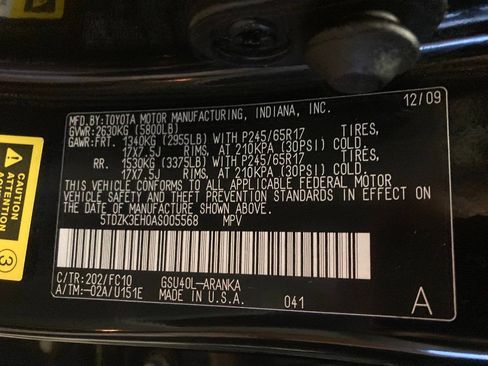 MFD.BY:TOYOTA MOTOR MANUFACTURING, INDIANA, INC. 12/09
GVWR:2630KG (5800LB)
GAWR:FRT. 1340KG (2955LB) WITH P245/65R17 TIRES,
17X7.5J RIMS, AT 210KPA (30PSI) COLD.
RR. 1530KG (3375LB) WITH P245/65R17 TIRES,
17X7.5J RIMS, AT 210KPA (30PSI) COLD.
THIS VEHICLE CONFORMS TO ALL APPLICABLE FEDERAL MOTOR
VEHICLE SAFETY AND THEFT PREVENTION STANDARDS IN EFFECT ON
THE DATE OF MANUFACTURE SHOWN ABOVE.
5TDZK3EH0AS005568 MPV
C/TR:202/FC10 GSU40L-ARANKA
A/TM:-02A/U151E MADE IN U.S.A. 041 A
CAUTION
ATTENTION
3